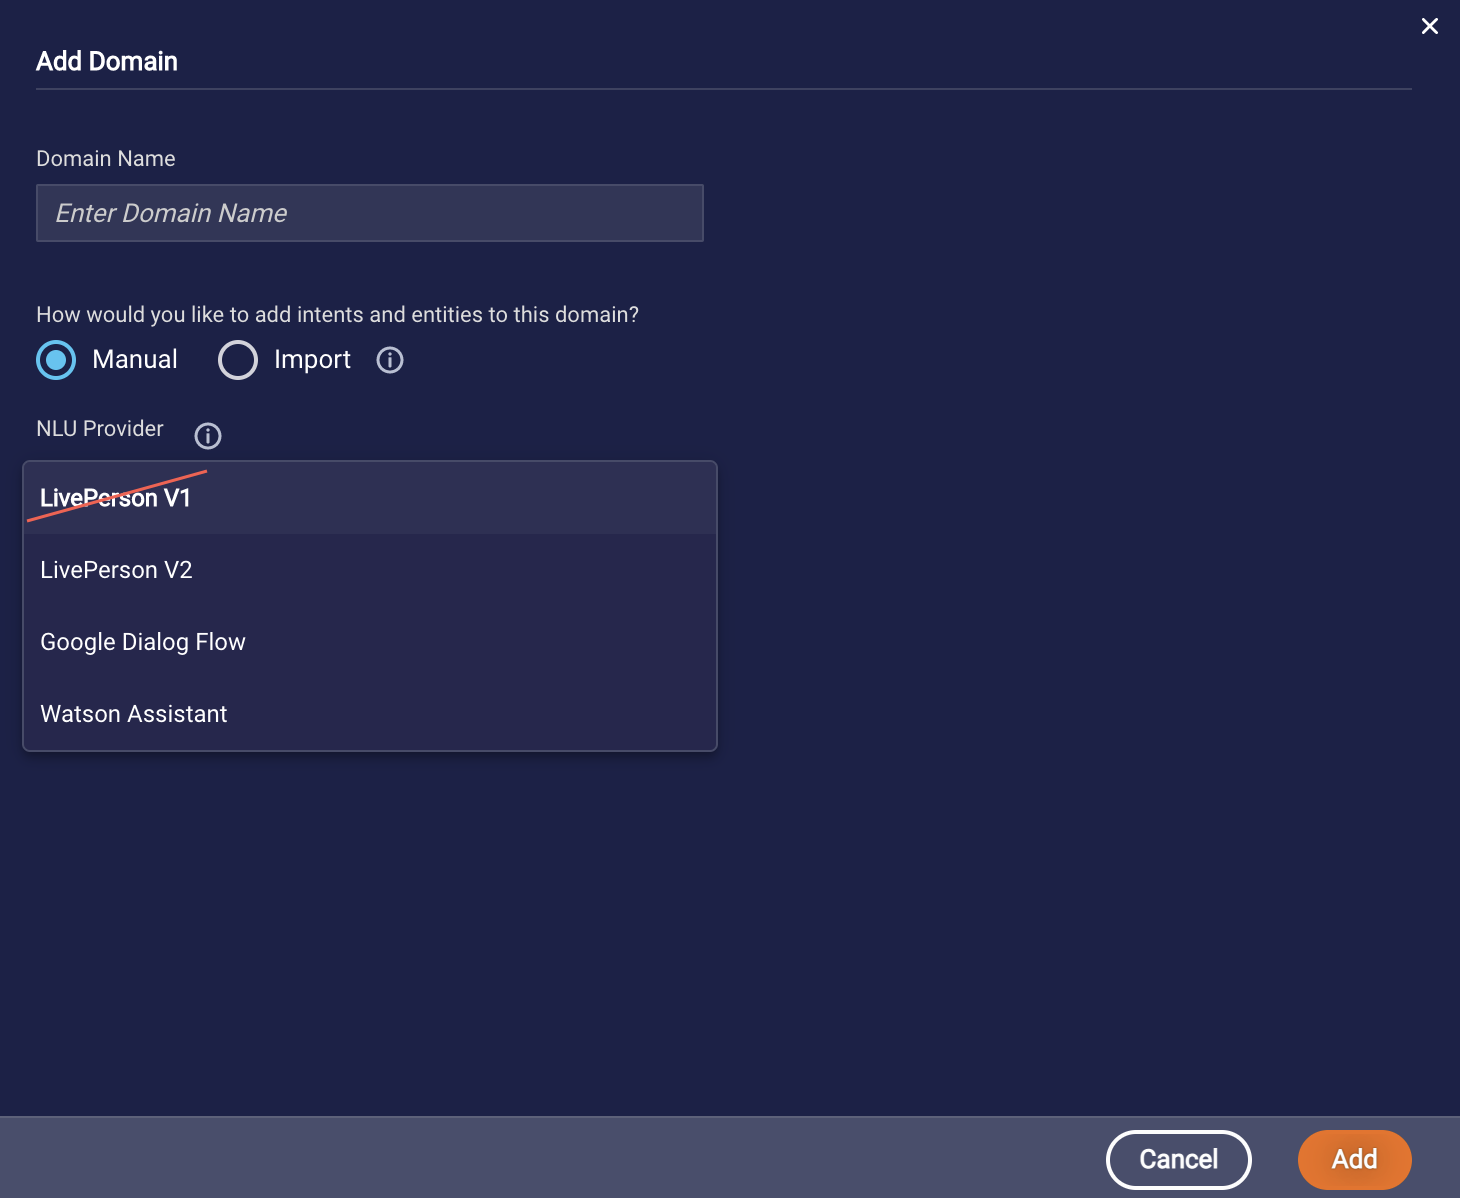 Add Domain
Domain Name
Enter Domain Name
How would you like to add intents and entities to this domain?
Manual Import
NLU Provider
LivePerson V1
LivePerson V2
Google Dialog Flow
Watson Assistant
Cancel Add